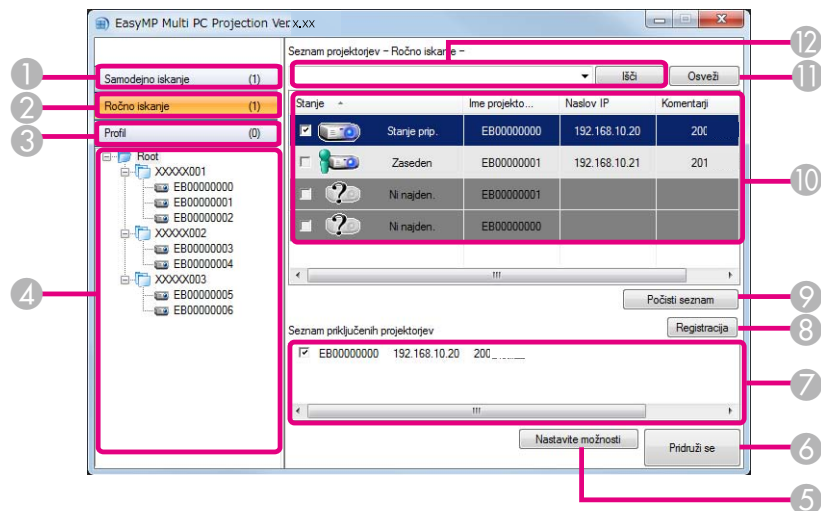 EasyMP Multi PC Projection Ver.x.xx
Seznam projektorjev – Ročno iskanje –
12
1
Samodejno iskanje (1)
Išči
Osveži
11
2
Ročno iskanje (1)
Stanje
Ime projekto...
Naslov IP
Komentarji
3
Profil (0)
Stanje prip. EB00000000 192.168.10.20 200
Zaseden EB00000001 192.168.10.21 201
Ni najden. EB00000001
Ni najden. EB00000000
10
4
Root
XXXXX001
EB00000000
EB00000001
EB00000002
XXXXX002
EB00000003
EB00000004
XXXXX003
EB00000005
EB00000006
Počisti seznam
9
Seznam priključenih projektorjev
Registracija
8
EB00000000 192.168.10.20 200
7
Nastavite možnosti
Pridruži se
6
5